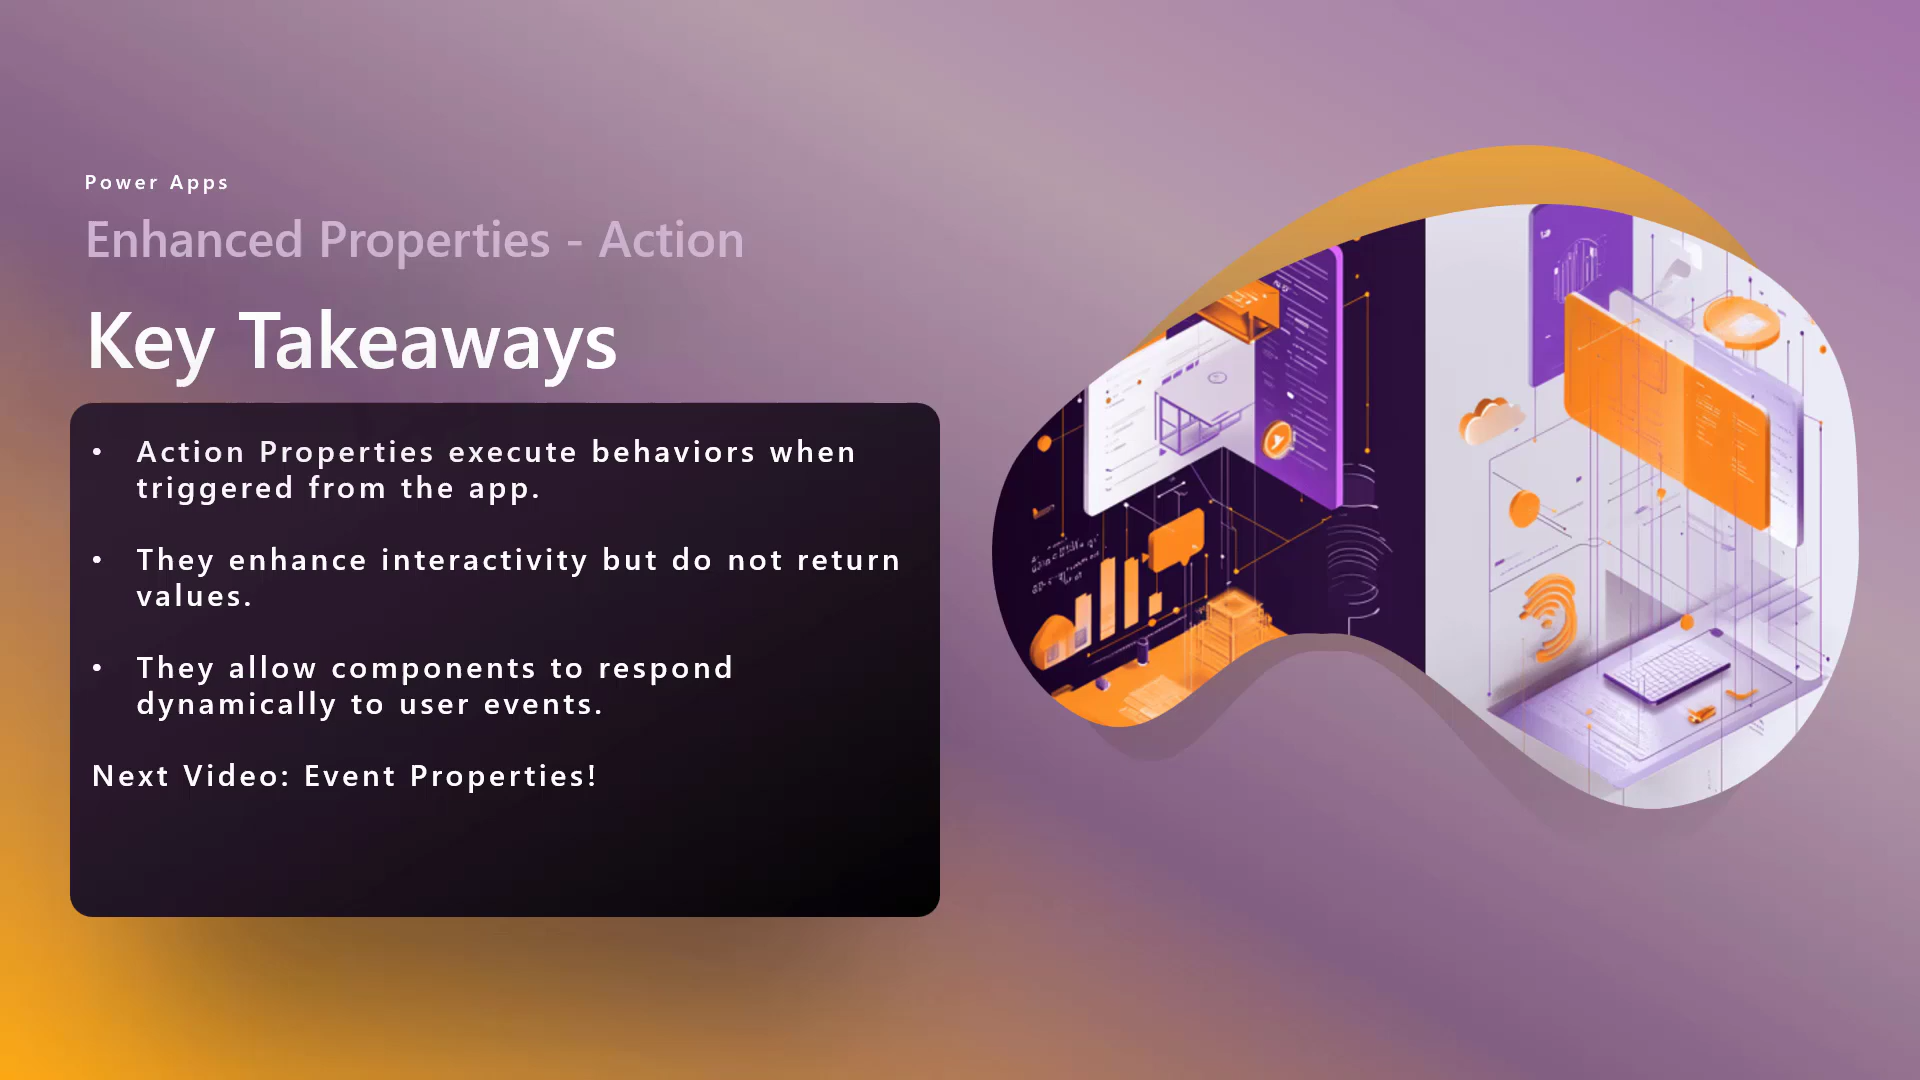 Power Apps
Enhanced Properties - Action
Key Takeaways
• Action Properties execute behaviors when
triggered from the app.
• They enhance interactivity but do not return
values.
• They allow components to respond
dynamically to user events.
Next Video: Event Properties!